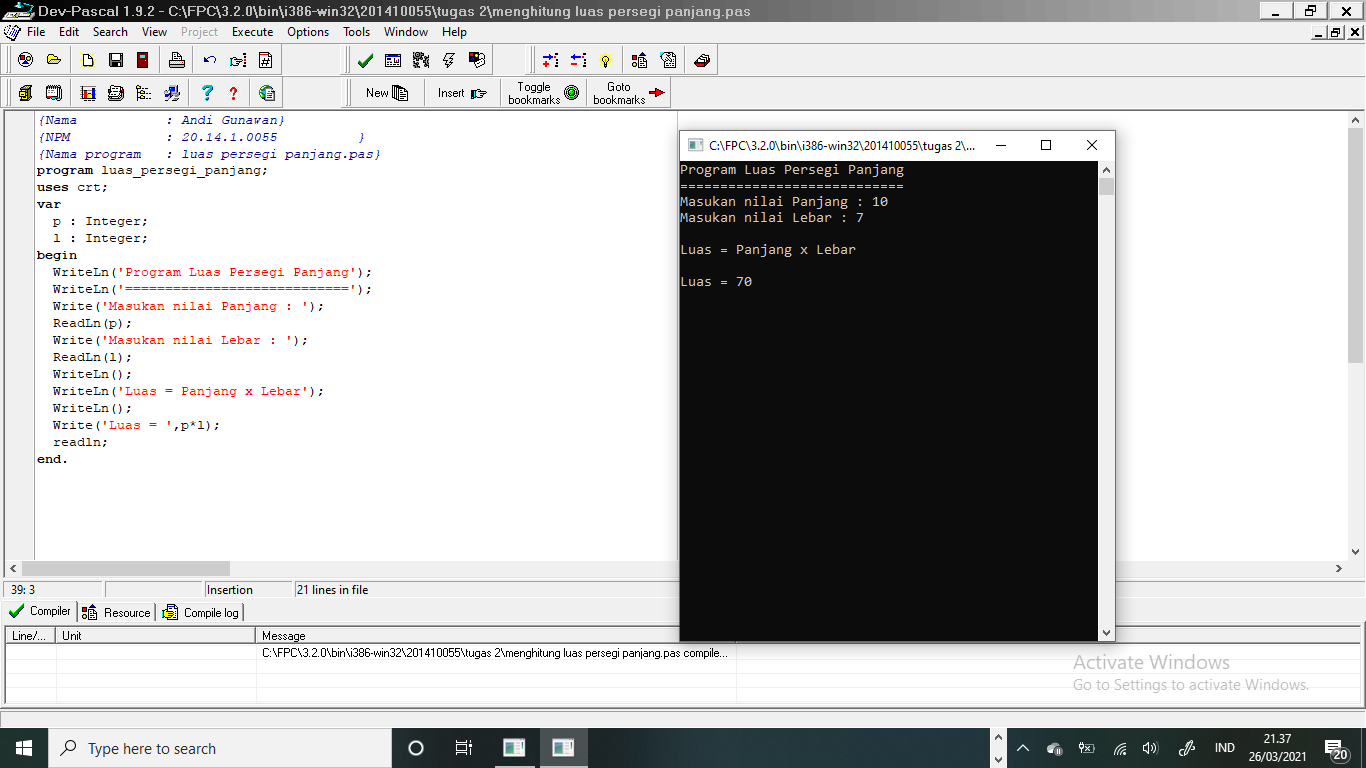 Dev-Pascal 1.9.2 - C:\FPC\3.2.0\bin\i386-win32\201410055\tugas 2\menghitung luas persegi panjang.pas
File Edit Search View Project Execute Options Tools Window Help
New Insert Toggle bookmarks Goto bookmarks
{Nama : Andi Gunawan}
{NPM : 20.14.1.0055 }
{Nama program : luas persegi panjang.pas}
program luas_persegi_panjang;
uses crt;
var
p : Integer;
l : Integer;
begin
WriteLn('Program Luas Persegi Panjang');
WriteLn('============================');
Write('Masukan nilai Panjang : ');
ReadLn(p);
Write('Masukan nilai Lebar : ');
ReadLn(l);
WriteLn();
WriteLn('Luas = Panjang x Lebar');
WriteLn();
Write('Luas = ',p*l);
readln;
end.
C:\FPC\3.2.0\bin\i386-win32\201410055\tugas 2\...
Program Luas Persegi Panjang
============================
Masukan nilai Panjang : 10
Masukan nilai Lebar : 7
Luas = Panjang x Lebar
Luas = 70
39: 3 Insertion 21 lines in file
Compiler Resource Compile log
Line/... Unit Message
C:\FPC\3.2.0\bin\i386-win32\201410055\tugas 2\menghitung luas persegi panjang.pas compile...
Activate Windows
Go to Settings to activate Windows.
Type here to search
IND
21.37
26/03/2021
20